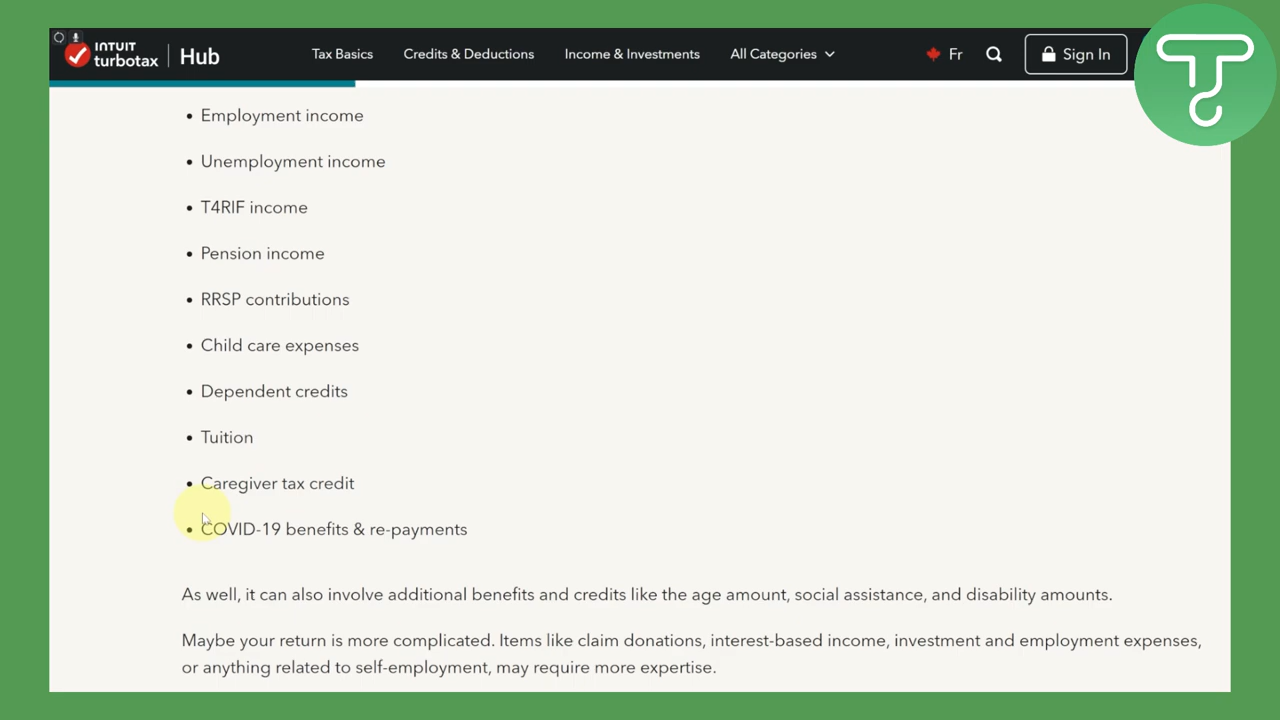 INTUIT
turbotax
Hub
Tax Basics
Credits & Deductions
Income & Investments
All Categories
Fr
Sign In
• Employment income
• Unemployment income
• T4RIF income
• Pension income
• RRSP contributions
• Child care expenses
• Dependent credits
• Tuition
• Caregiver tax credit
• COVID-19 benefits & re-payments
As well, it can also involve additional benefits and credits like the age amount, social assistance, and disability amounts.
Maybe your return is more complicated. Items like claim donations, interest-based income, investment and employment expenses,
or anything related to self-employment, may require more expertise.